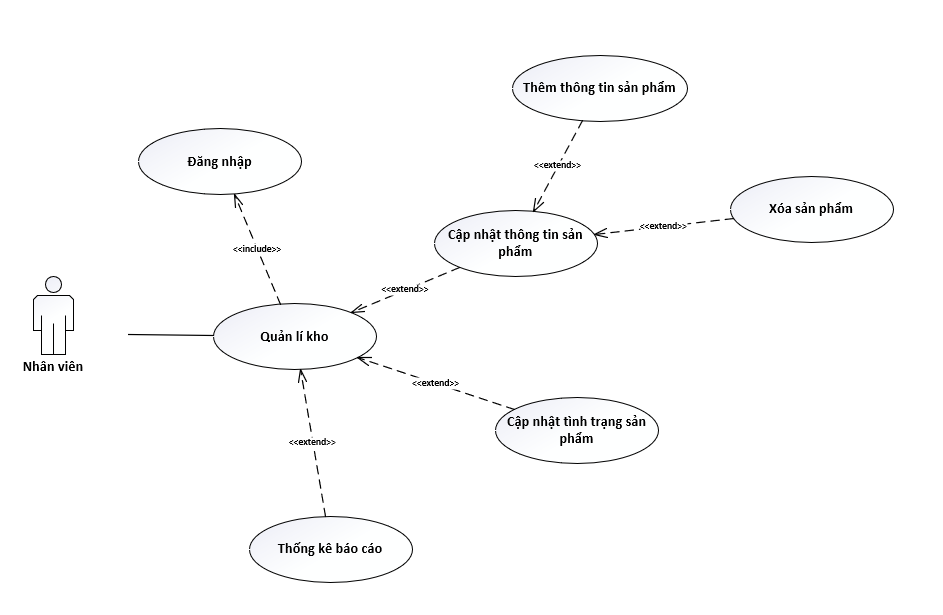 Thêm thông tin sản phẩm
Đăng nhập
<<extend>>
Xóa sản phẩm
<<extend>>
Cập nhật thông tin sản
phẩm
<<include>>
<<extend>>
Quản lí kho
Nhân viên
<<extend>>
Cập nhật tình trạng sản
phẩm
<<extend>>
Thống kê báo cáo